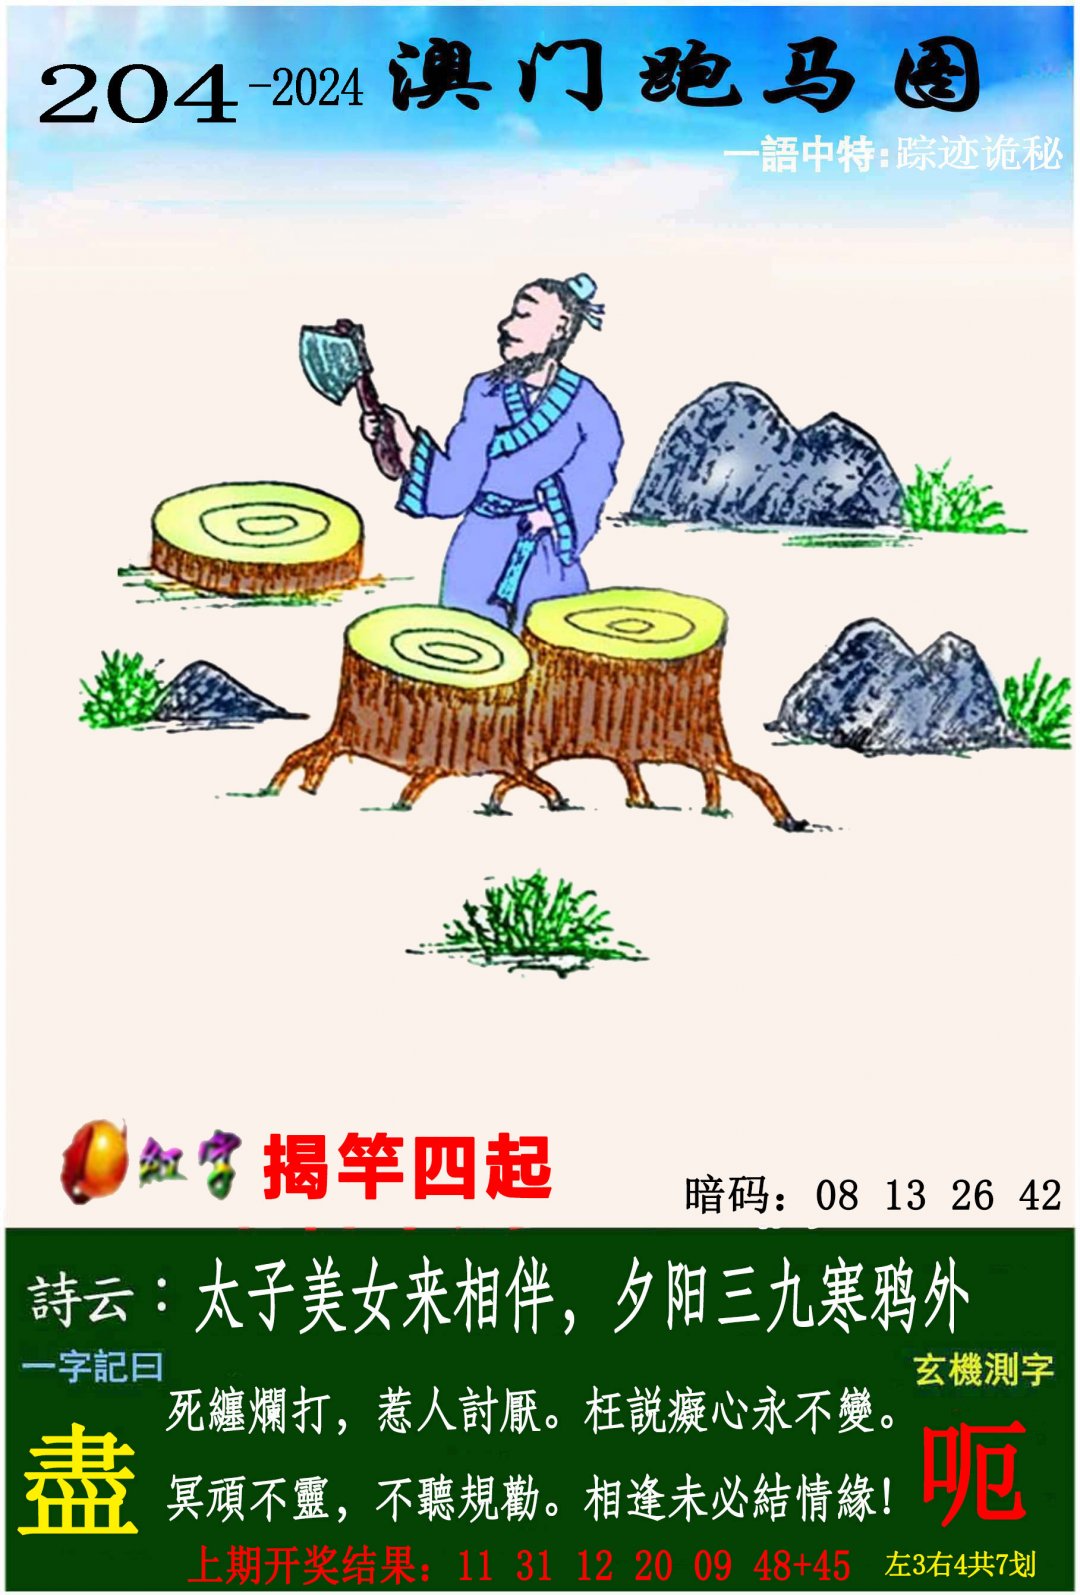 204-2024 澳门跑马图
一語中特:踪迹诡秘
红字 揭竿四起
暗码：08 13 26 42
詩云：太子美女来相伴，夕阳三九寒鸦外
一字記曰
玄機測字
死纏爛打，惹人討厭。枉説癡心永不變。
盡
呃
冥頑不靈，不聽規勸。相逢未必結情緣！
上期开奖结果：11 31 12 20 09 48+45
左3右4共7划